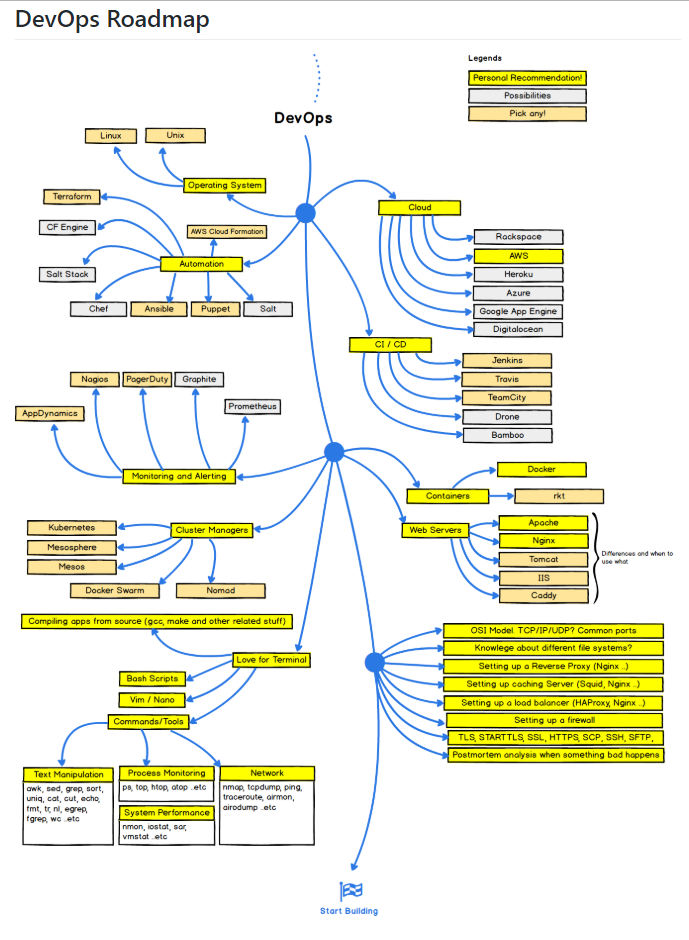 DevOps Roadmap
Legends
Personal Recommendation!
Possibilities
Pick any!
DevOps
Linux
Unix
Operating System
Terraform
CF Engine
AWS Cloud Formation
Salt Stack
Automation
Chef
Ansible
Puppet
Salt
Cloud
Rackspace
AWS
Heroku
Azure
Google App Engine
Digitalocean
CI / CD
Jenkins
Travis
TeamCity
Drone
Bamboo
Nagios
PagerDuty
Graphite
AppDynamics
Prometheus
Monitoring and Alerting
Containers
Docker
rkt
Web Servers
Apache
Nginx
Tomcat
IIS
Caddy
Differences and when to
use what
Cluster Managers
Kubernetes
Mesosphere
Mesos
Docker Swarm
Nomad
Compiling apps from source (gcc, make and other related stuff)
Love for Terminal
Bash Scripts
Vim / Nano
Commands/Tools
Text Manipulation
awk, sed, grep, sort,
uniq, cat, cut, echo,
fmt, tr, nl, egrep,
fgrep, wc ..etc
Process Monitoring
ps, top, htop, atop ..etc
System Performance
nmon, iostat, sar,
vmstat ..etc
Network
nmap, tcpdump, ping,
traceroute, airmon,
airodump ..etc
OSI Model. TCP/IP/UDP? Common ports
Knowlege about different file systems?
Setting up a Reverse Proxy (Nginx ..)
Setting up caching Server (Squid, Nginx ..)
Setting up a load balancer (HAProxy, Nginx ..)
Setting up a firewall
TLS, STARTTLS, SSL, HTTPS, SCP, SSH, SFTP,
Postmortem analysis when something bad happens
Start Building